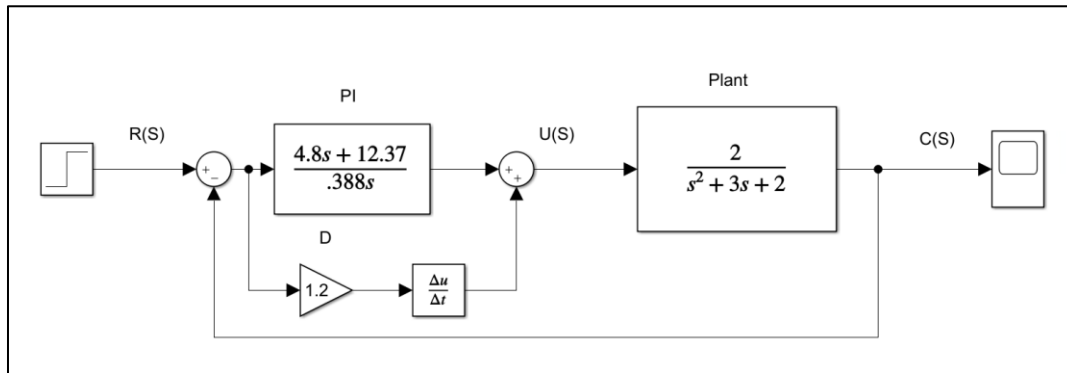 Plant
PI
R(S)
U(S)
C(S)
+
−
4.8s + 12.37
.388s
+
+
2
s² + 3s + 2
D
1.2
Δu
Δt